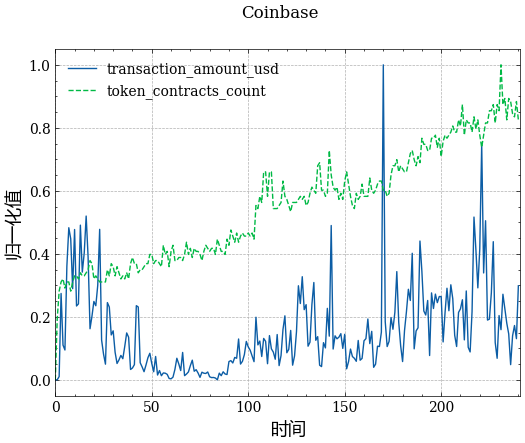 Coinbase
transaction_amount_usd
token_contracts_count
1.0
0.8
0.6
0.4
0.2
0.0
归一化值
0
50
100
150
200
时间